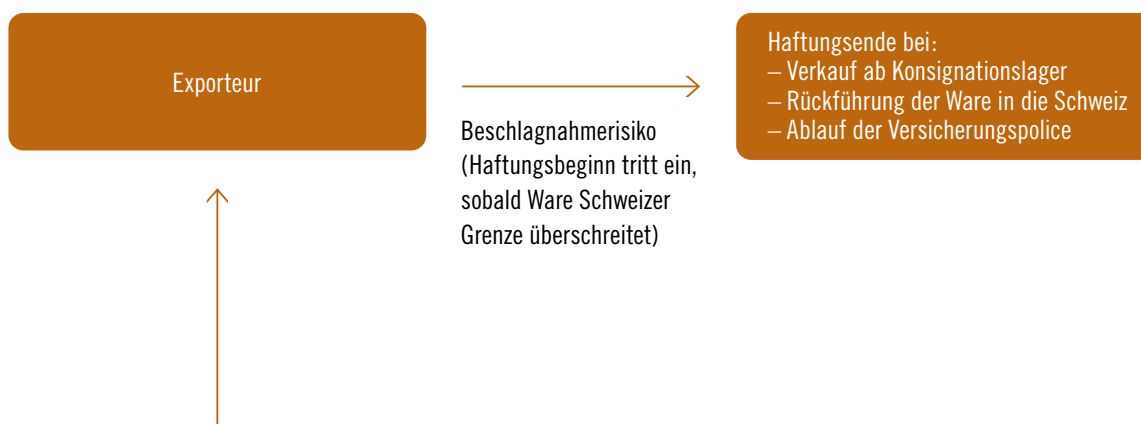 Exporteur
Beschlagnahmerisiko
(Haftungsbeginn tritt ein,
sobald Ware Schweizer
Grenze überschreitet)
Haftungsende bei:
– Verkauf ab Konsignationslager
– Rückführung der Ware in die Schweiz
– Ablauf der Versicherungspolice